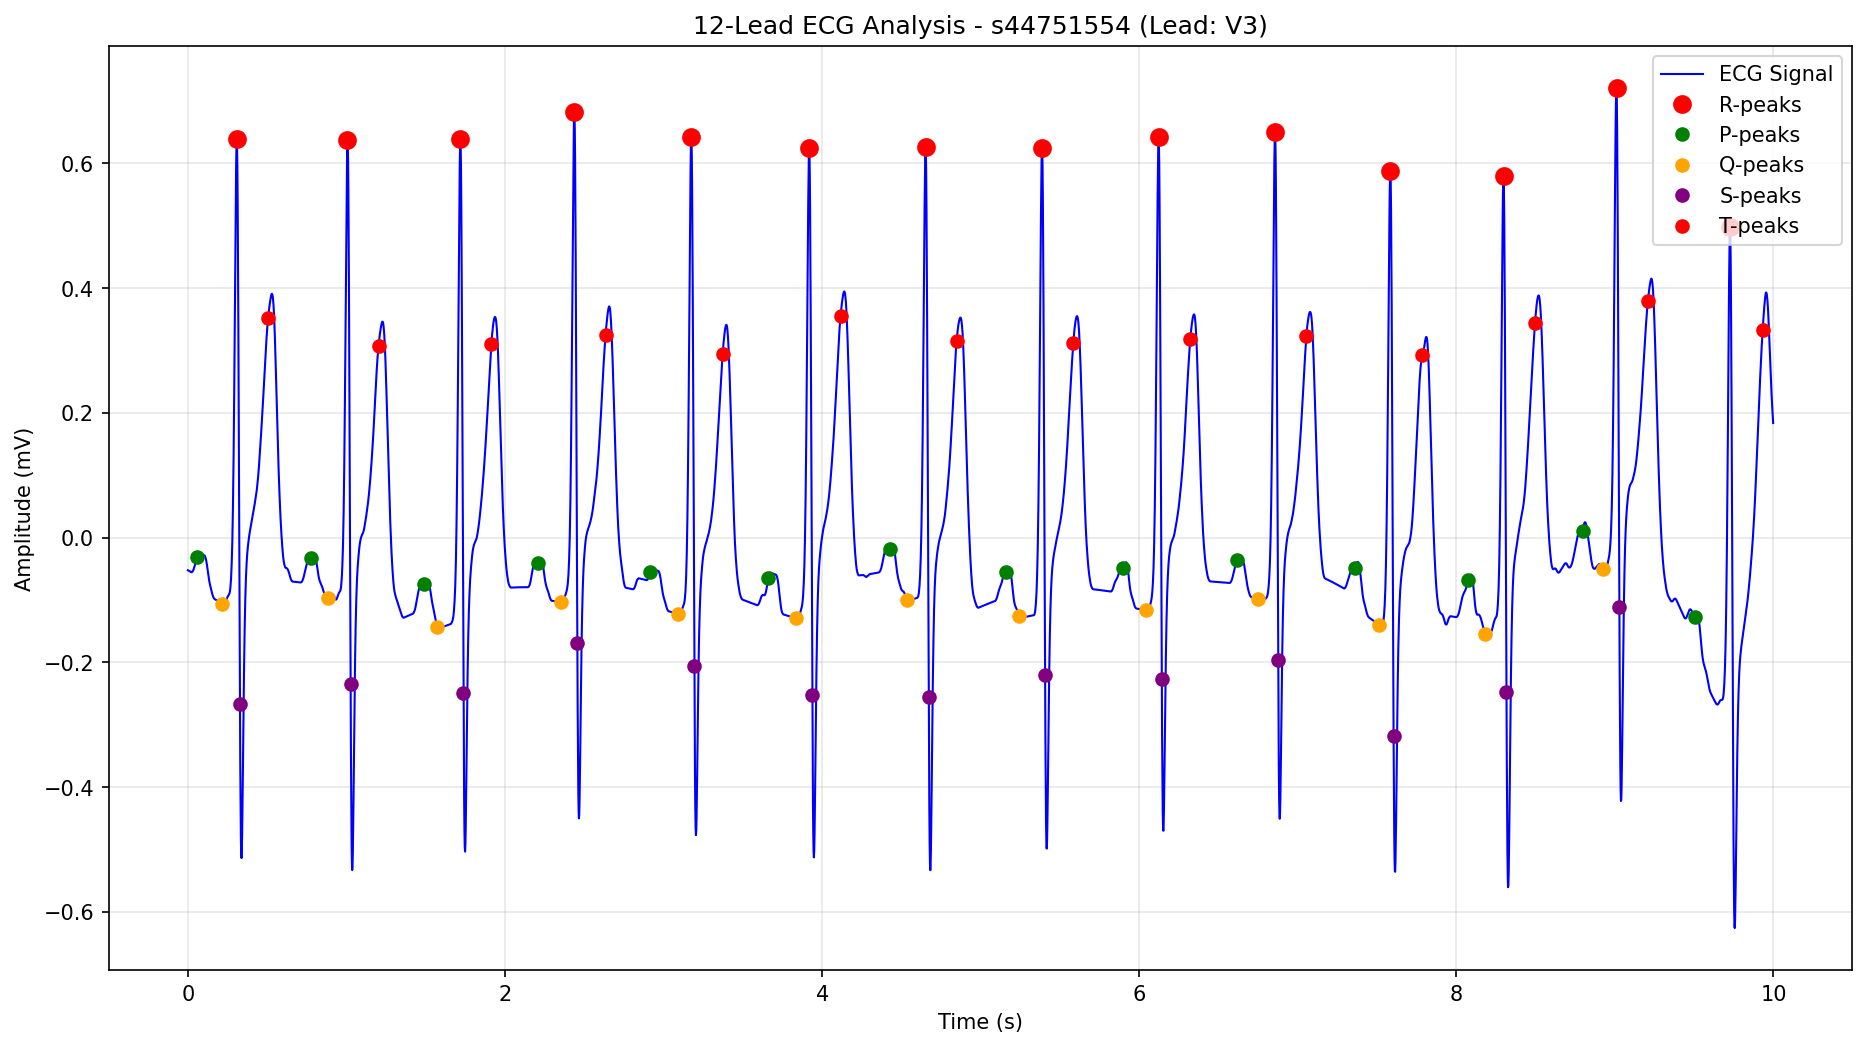 12-Lead ECG Analysis - s44751554 (Lead: V3)
ECG Signal
R-peaks
P-peaks
Q-peaks
S-peaks
T-peaks
Amplitude (mV)
0.6
0.4
0.2
0.0
−0.2
−0.4
−0.6
0 2 4 6 8 10
Time (s)